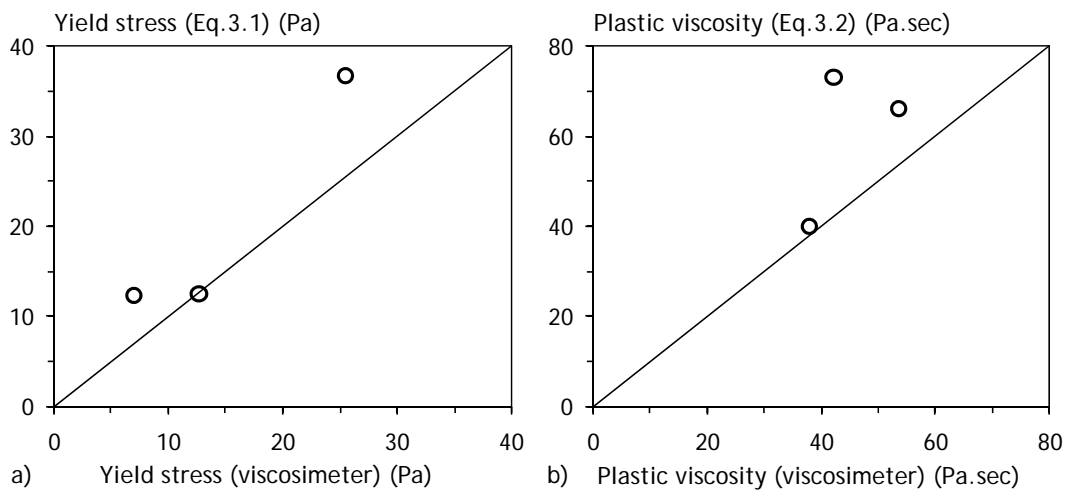 Yield stress (Eq.3.1) (Pa)
40
30
20
10
0
0 10 20 30 40
a) Yield stress (viscosimeter) (Pa)
Plastic viscosity (Eq.3.2) (Pa.sec)
80
60
40
20
0
0 20 40 60 80
b) Plastic viscosity (viscosimeter) (Pa.sec)